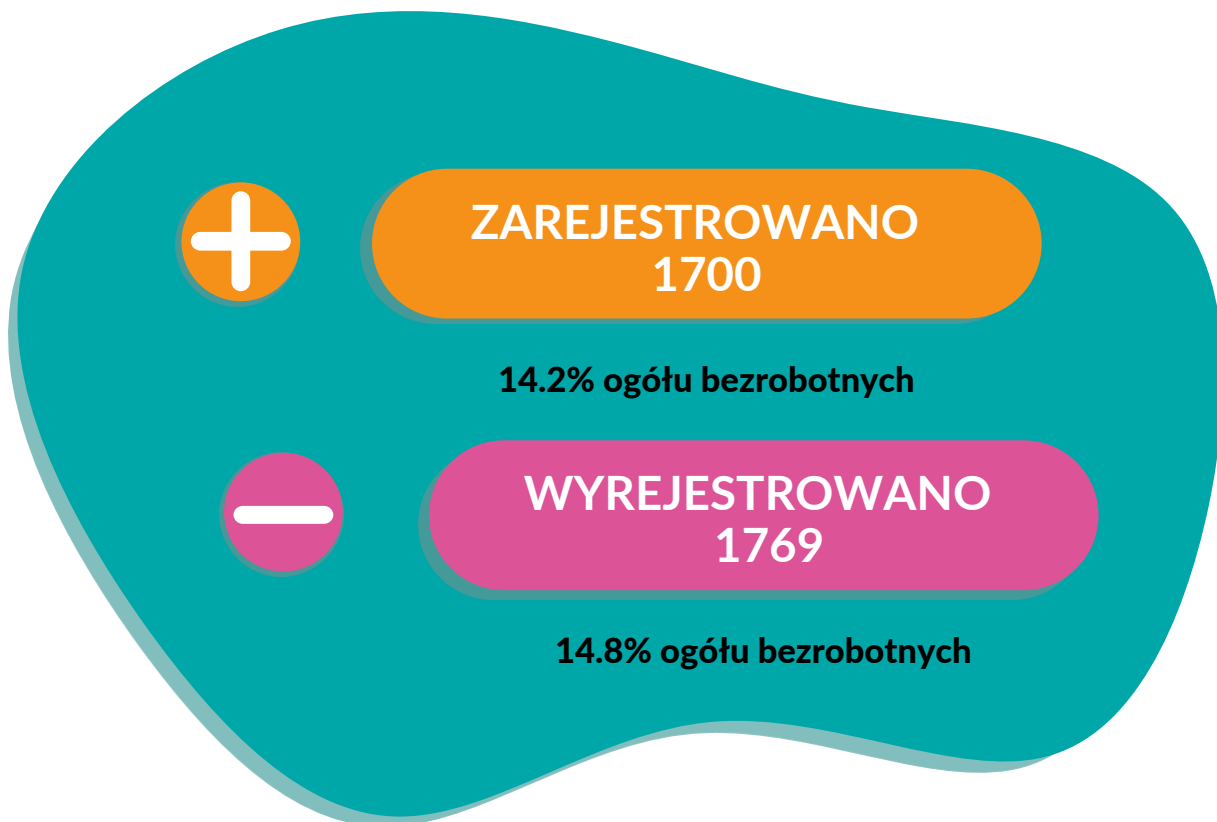 ZAREJESTROWANO
1700
14.2% ogółu bezrobotnych
WYREJESTROWANO
1769
14.8% ogółu bezrobotnych